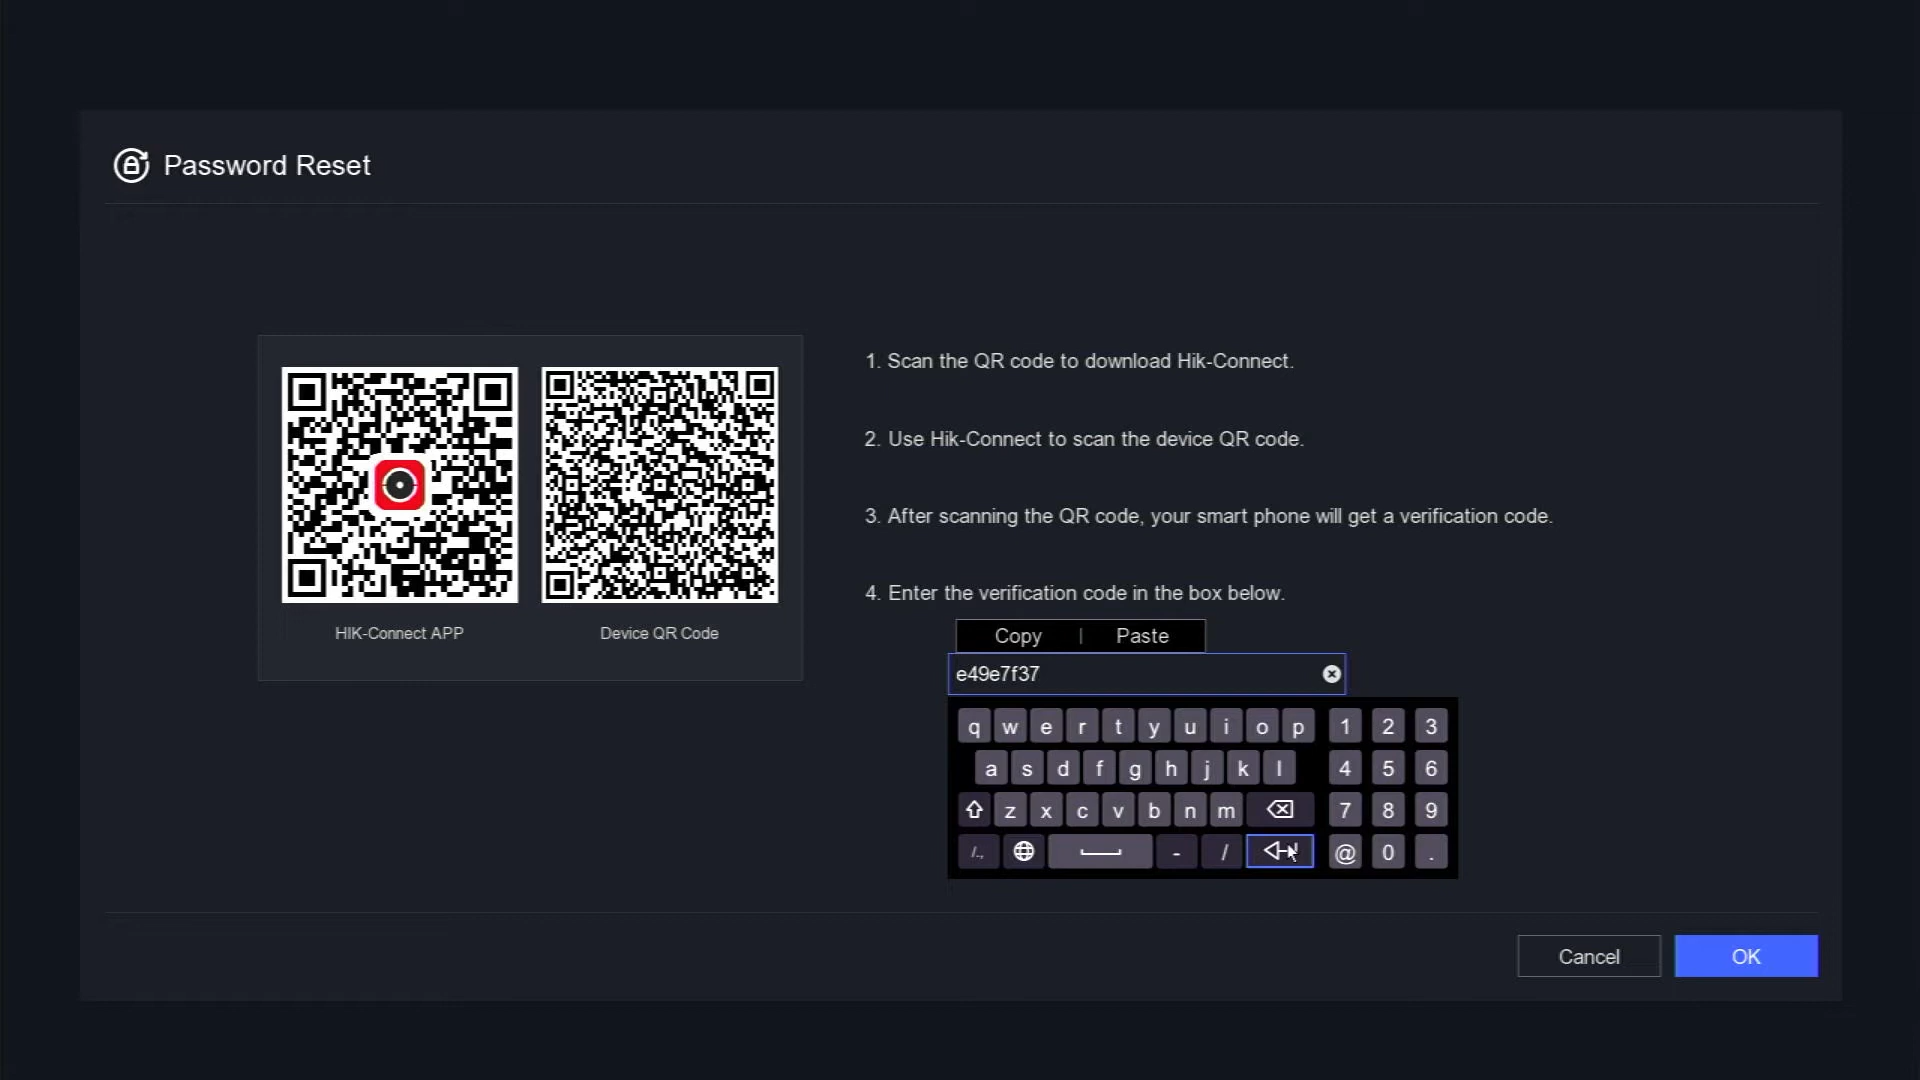 Password Reset
1. Scan the QR code to download Hik-Connect.
2. Use Hik-Connect to scan the device QR code.
3. After scanning the QR code, your smart phone will get a verification code.
4. Enter the verification code in the box below.
HIK-Connect APP
Device QR Code
Copy | Paste
e49e7f37
q w e r t y u i o p 1 2 3
a s d f g h j k l 4 5 6
z x c v b n m 7 8 9
/., - / @ 0 .
Cancel
OK